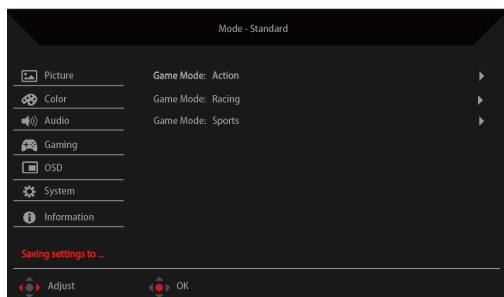 Mode - Standard
Picture
Game Mode: Action
Color
Game Mode: Racing
Audio
Game Mode: Sports
Gaming
OSD
System
Information
Saving settings to ...
Adjust
OK